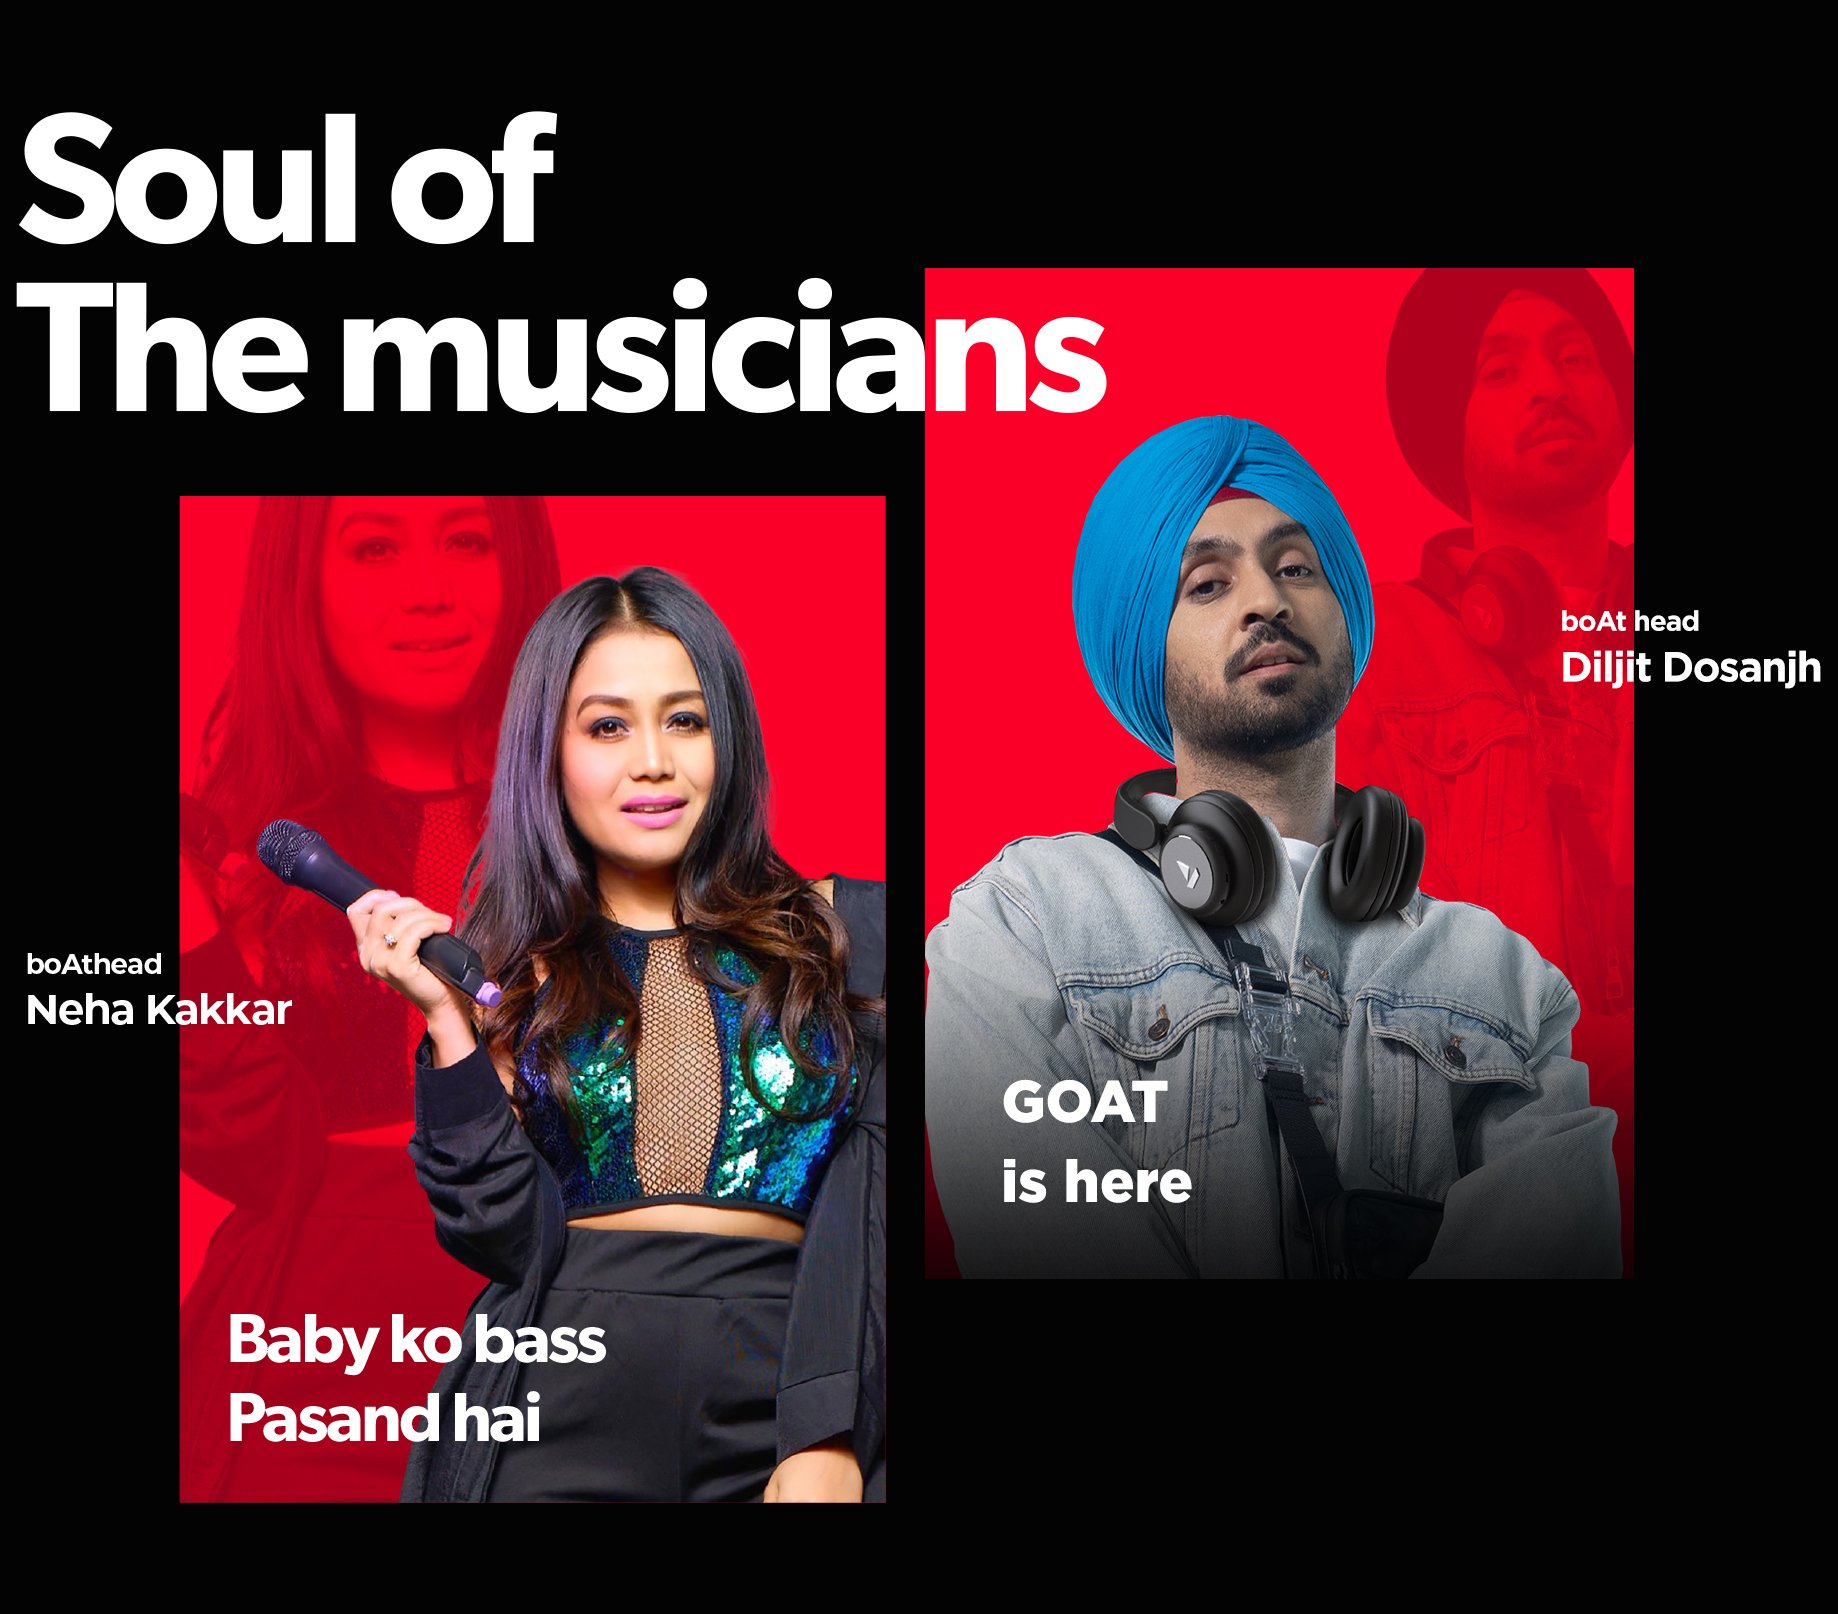 Soul of
The musicians
boAt head
Diljit Dosanjh
boAthead
Neha Kakkar
GOAT
is here
Baby ko bass
Pasand hai